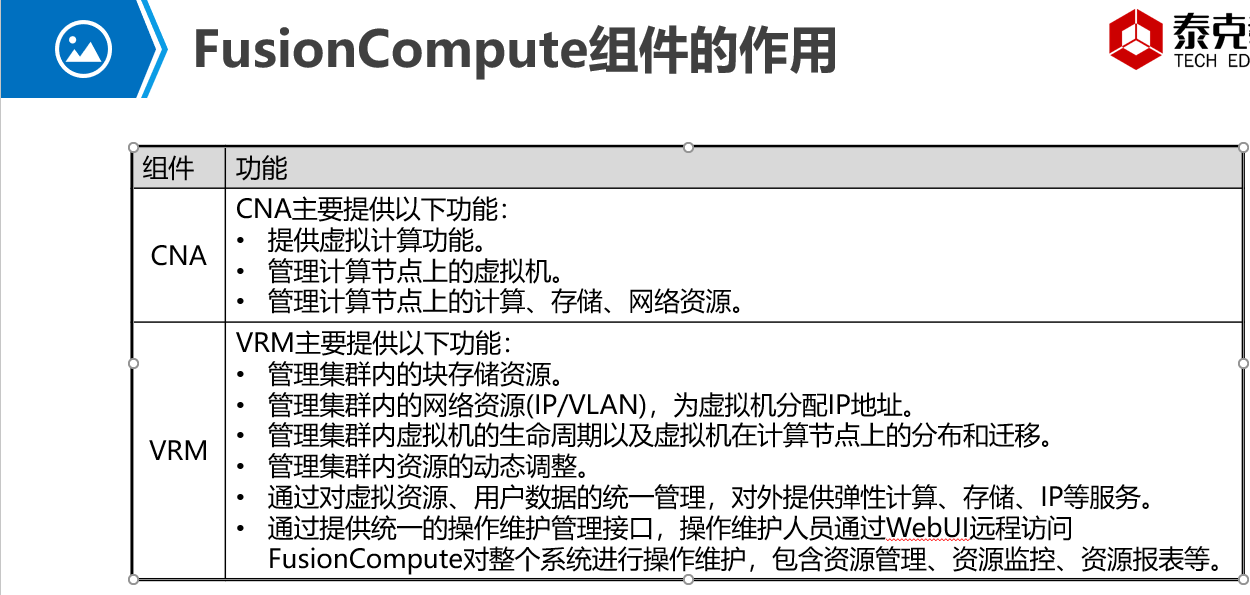 FusionCompute组件的作用
泰克
TECH ED
组件 功能
CNA
CNA主要提供以下功能：
• 提供虚拟计算功能。
• 管理计算节点上的虚拟机。
• 管理计算节点上的计算、存储、网络资源。
VRM
VRM主要提供以下功能：
• 管理集群内的块存储资源。
• 管理集群内的网络资源(IP/VLAN)，为虚拟机分配IP地址。
• 管理集群内虚拟机的生命周期以及虚拟机在计算节点上的分布和迁移。
• 管理集群内资源的动态调整。
• 通过对虚拟资源、用户数据的统一管理，对外提供弹性计算、存储、IP等服务。
• 通过提供统一的操作维护管理接口，操作维护人员通过WebUI远程访问
FusionCompute对整个系统进行操作维护，包含资源管理、资源监控、资源报表等。